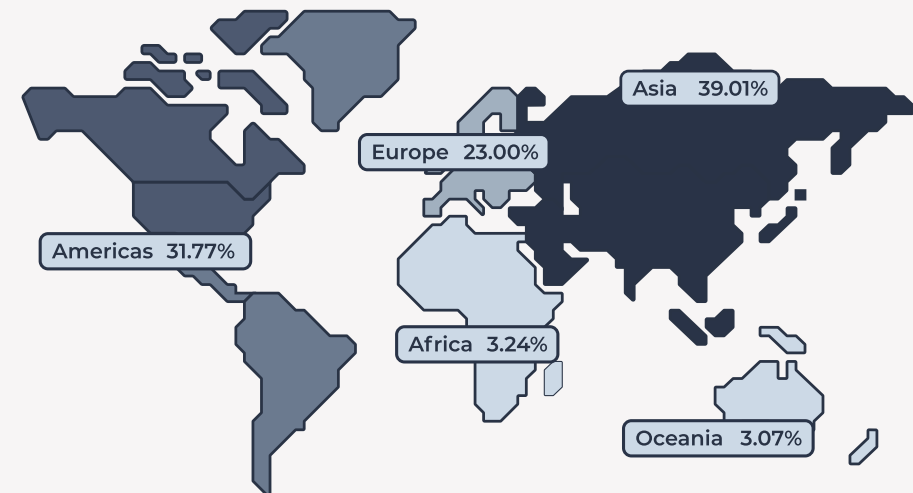 Asia 39.01%
Europe 23.00%
Americas 31.77%
Africa 3.24%
Oceania 3.07%